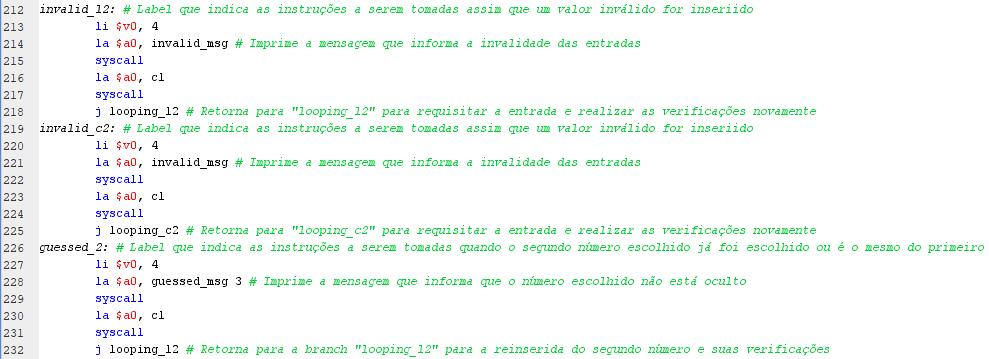 212 invalid_l2: # Label que indica as instruções a serem tomadas assim que um valor inválido for inseriido
213 li $v0, 4
214 la $a0, invalid_msg # Imprime a mensagem que informa a invalidade das entradas
215 syscall
216 la $a0, cl
217 syscall
218 j looping_l2 # Retorna para "looping_l2" para requisitar a entrada e realizar as verificações novamente
219 invalid_c2: # Label que indica as instruções a serem tomadas assim que um valor inválido for inseriido
220 li $v0, 4
221 la $a0, invalid_msg # Imprime a mensagem que informa a invalidade das entradas
222 syscall
223 la $a0, cl
224 syscall
225 j looping_c2 # Retorna para "looping_c2" para requisitar a entrada e realizar as verificações novamente
226 guessed_2: # Label que indica as instruções a serem tomadas quando o segundo número escolhido já foi escolhido ou é o mesmo do primeiro
227 li $v0, 4
228 la $a0, guessed_msg 3 # Imprime a mensagem que informa que o número escolhido não está oculto
229 syscall
230 la $a0, cl
231 syscall
232 j looping_l2 # Retorna para a branch "looping_l2" para a reinserida do segundo número e suas verificações